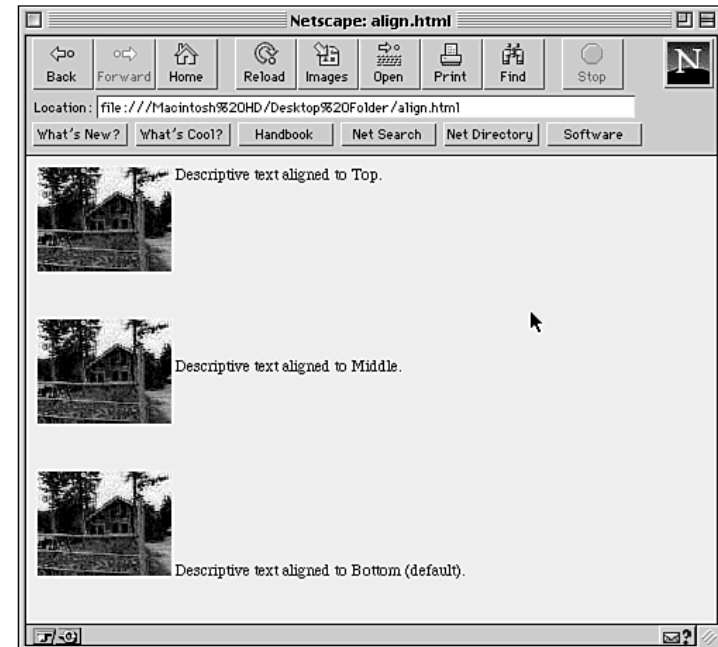 Netscape: align.html
Back Forward Home Reload Images Open Print Find Stop N
Location: file:///Macintosh%20HD/Desktop%20Folder/align.html
What's New? What's Cool? Handbook Net Search Net Directory Software
Descriptive text aligned to Top.
Descriptive text aligned to Middle.
Descriptive text aligned to Bottom (default).
?